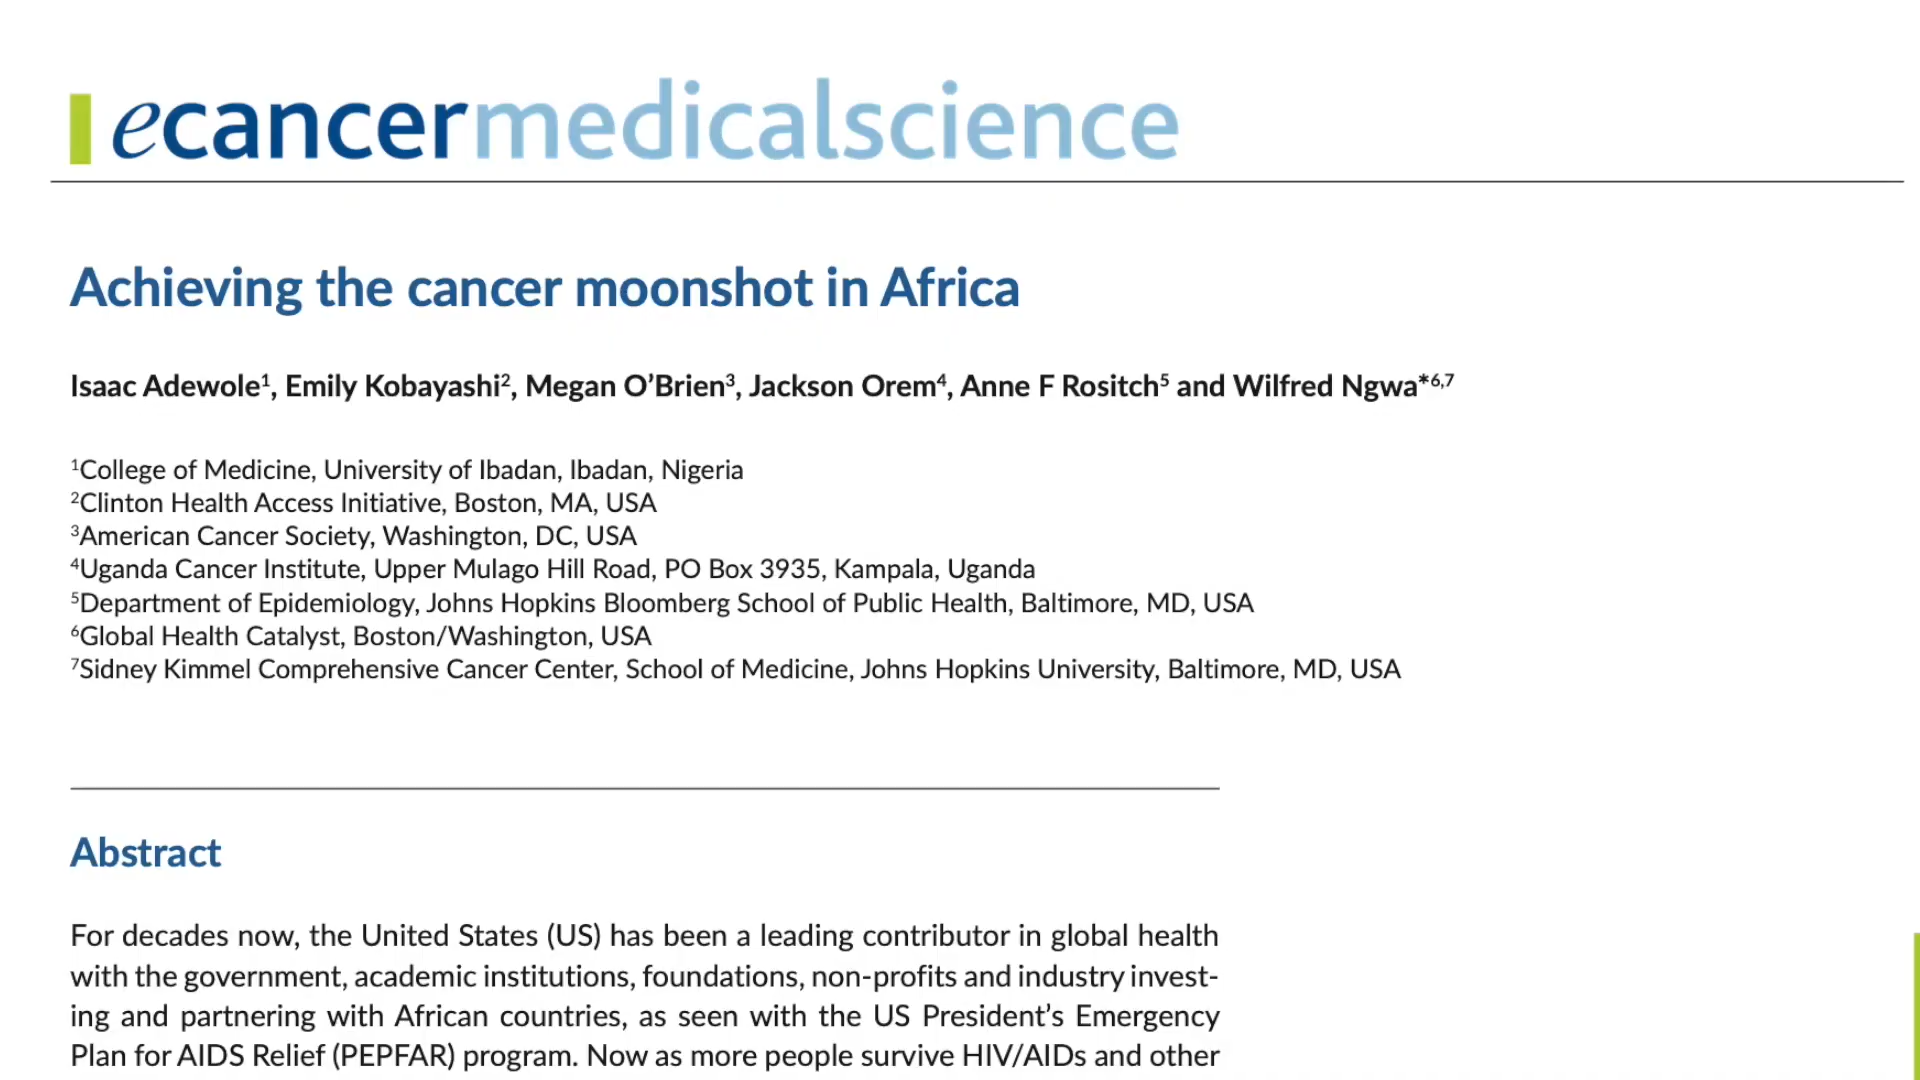 ecancermedicalscience
Achieving the cancer moonshot in Africa
Isaac Adewole¹, Emily Kobayashi², Megan O’Brien³, Jackson Orem⁴, Anne F Rositch⁵ and Wilfred Ngwa*⁶,⁷
¹College of Medicine, University of Ibadan, Ibadan, Nigeria
²Clinton Health Access Initiative, Boston, MA, USA
³American Cancer Society, Washington, DC, USA
⁴Uganda Cancer Institute, Upper Mulago Hill Road, PO Box 3935, Kampala, Uganda
⁵Department of Epidemiology, Johns Hopkins Bloomberg School of Public Health, Baltimore, MD, USA
⁶Global Health Catalyst, Boston/Washington, USA
⁷Sidney Kimmel Comprehensive Cancer Center, School of Medicine, Johns Hopkins University, Baltimore, MD, USA
Abstract
For decades now, the United States (US) has been a leading contributor in global health
with the government, academic institutions, foundations, non-profits and industry invest-
ing and partnering with African countries, as seen with the US President’s Emergency
Plan for AIDS Relief (PEPFAR) program. Now as more people survive HIV/AIDs and other